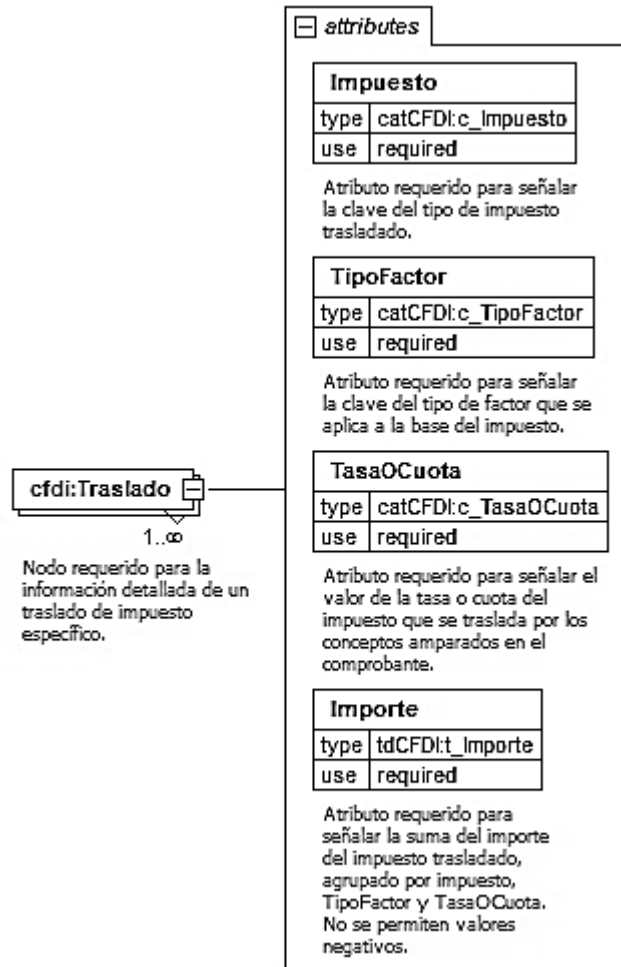 attributes
Impuesto
type catCFDI:c_Impuesto
use required
Atributo requerido para señalar
la clave del tipo de impuesto
trasladado.
TipoFactor
type catCFDI:c_TipoFactor
use required
Atributo requerido para señalar
la clave del tipo de factor que se
aplica a la base del impuesto.
cfdi:Traslado
1..∞
Nodo requerido para la
información detallada de un
traslado de impuesto
específico.
TasaOCuota
type catCFDI:c_TasaOCuota
use required
Atributo requerido para señalar el
valor de la tasa o cuota del
impuesto que se traslada por los
conceptos amparados en el
comprobante.
Importe
type tdCFDI:t_Importe
use required
Atributo requerido para
señalar la suma del importe
del impuesto trasladado,
agrupado por impuesto,
TipoFactor y TasaOCuota.
No se permiten valores
negativos.